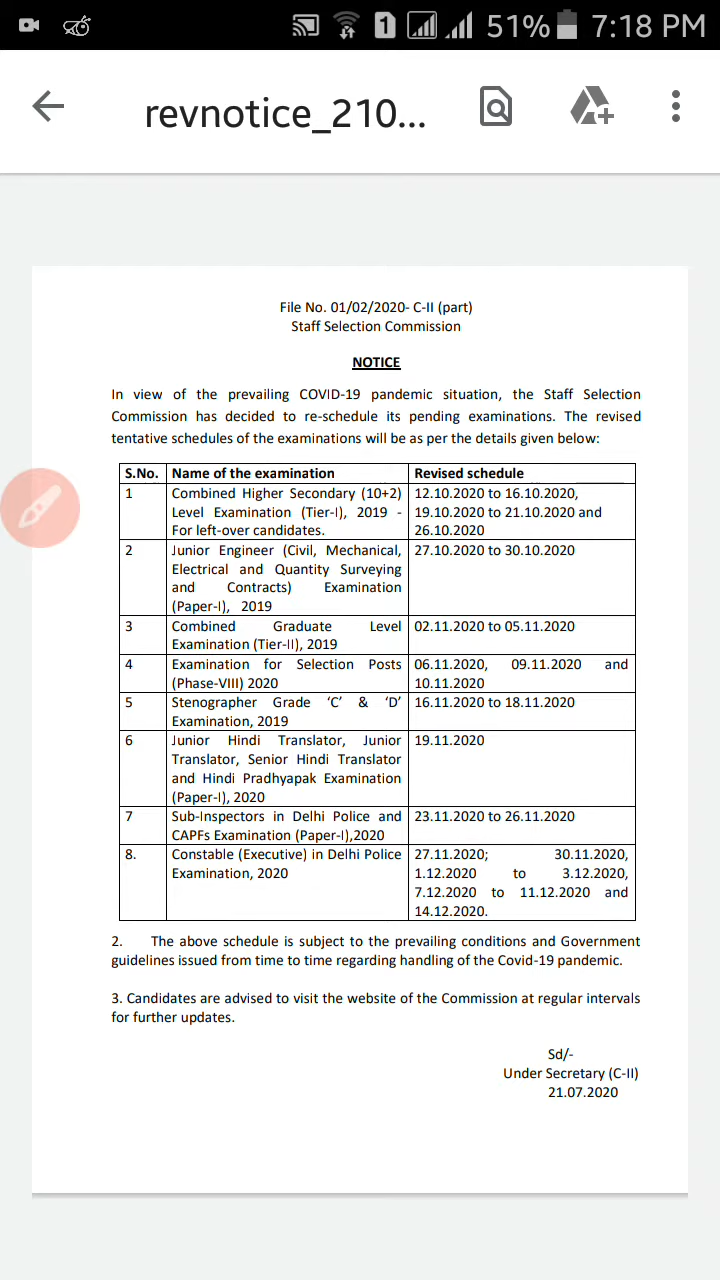 1 51% 7:18 PM
revnotice_210...
File No. 01/02/2020- C-II (part)
Staff Selection Commission
NOTICE
In view of the prevailing COVID-19 pandemic situation, the Staff Selection
Commission has decided to re-schedule its pending examinations. The revised
tentative schedules of the examinations will be as per the details given below:
S.No. Name of the examination Revised schedule
1 Combined Higher Secondary (10+2) 12.10.2020 to 16.10.2020,
Level Examination (Tier-I), 2019 - 19.10.2020 to 21.10.2020 and
For left-over candidates. 26.10.2020
2 Junior Engineer (Civil, Mechanical, 27.10.2020 to 30.10.2020
Electrical and Quantity Surveying
and Contracts) Examination
(Paper-I), 2019
3 Combined Graduate Level 02.11.2020 to 05.11.2020
Examination (Tier-II), 2019
4 Examination for Selection Posts 06.11.2020, 09.11.2020 and
(Phase-VIII) 2020 10.11.2020
5 Stenographer Grade ‘C’ & ‘D’ 16.11.2020 to 18.11.2020
Examination, 2019
6 Junior Hindi Translator, Junior 19.11.2020
Translator, Senior Hindi Translator
and Hindi Pradhyapak Examination
(Paper-I), 2020
7 Sub-Inspectors in Delhi Police and 23.11.2020 to 26.11.2020
CAPFs Examination (Paper-I),2020
8. Constable (Executive) in Delhi Police 27.11.2020; 30.11.2020,
Examination, 2020 1.12.2020 to 3.12.2020,
7.12.2020 to 11.12.2020 and
14.12.2020.
2. The above schedule is subject to the prevailing conditions and Government
guidelines issued from time to time regarding handling of the Covid-19 pandemic.
3. Candidates are advised to visit the website of the Commission at regular intervals
for further updates.
Sd/-
Under Secretary (C-II)
21.07.2020